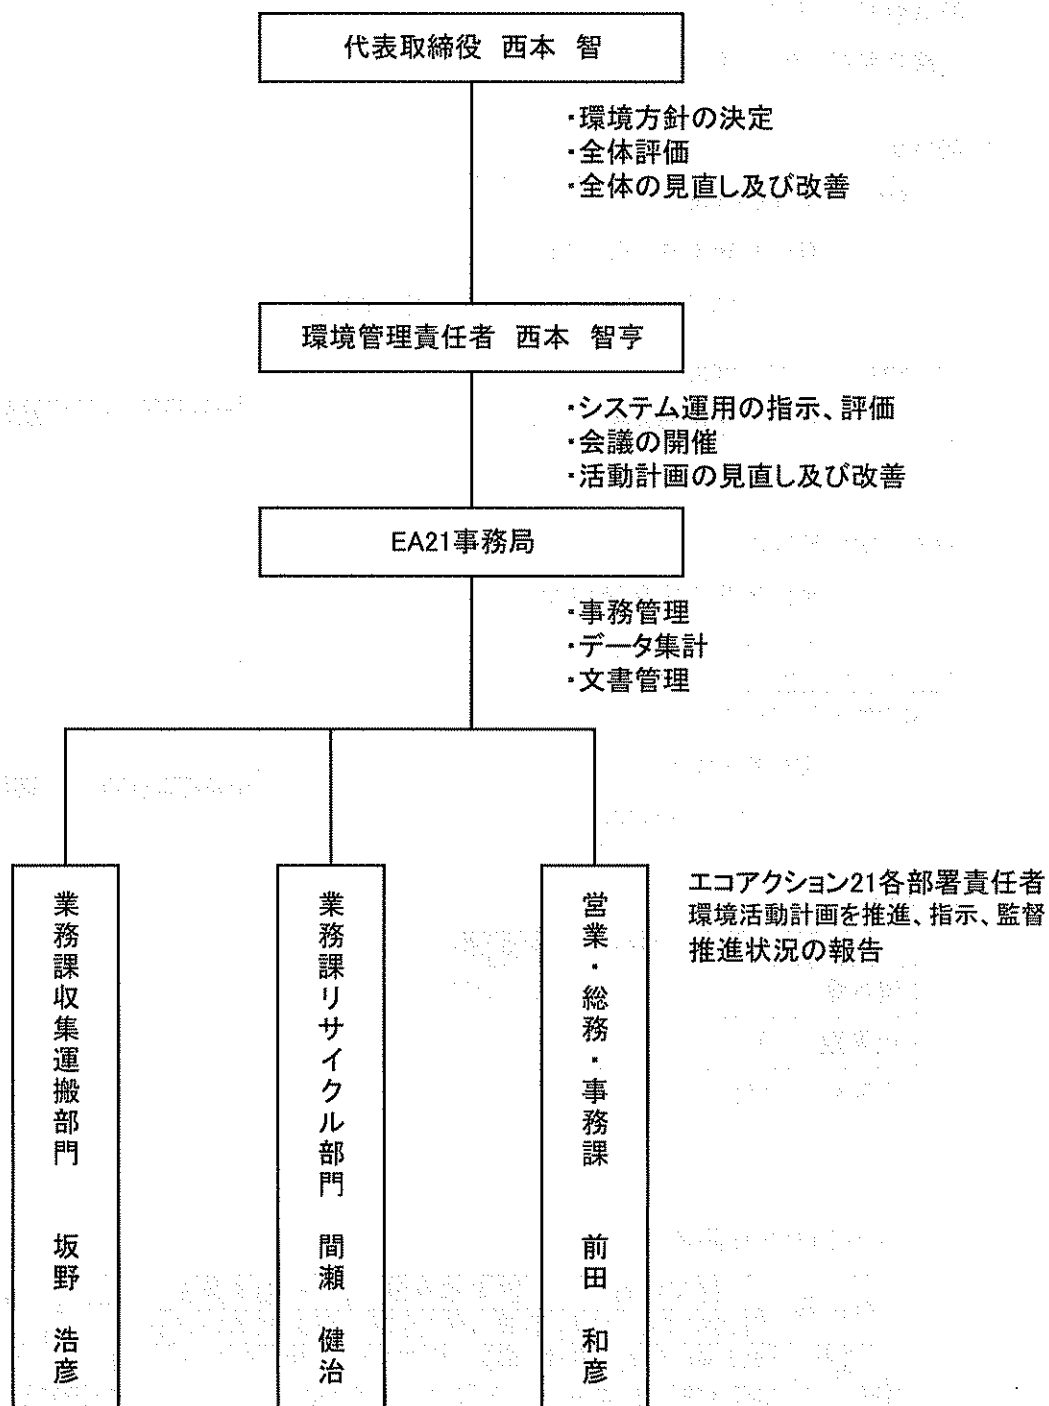 代表取締役 西本 智
・環境方針の決定
・全体評価
・全体の見直し及び改善
環境管理責任者 西本 智亨
・システム運用の指示、評価
・会議の開催
・活動計画の見直し及び改善
EA21事務局
・事務管理
・データ集計
・文書管理
業務課収集運搬部門 坂野 浩彦
業務課リサイクル部門 間瀬 健治
営業・総務・事務課 前田 和彦
エコアクション21各部署責任者
環境活動計画を推進、指示、監督
推進状況の報告